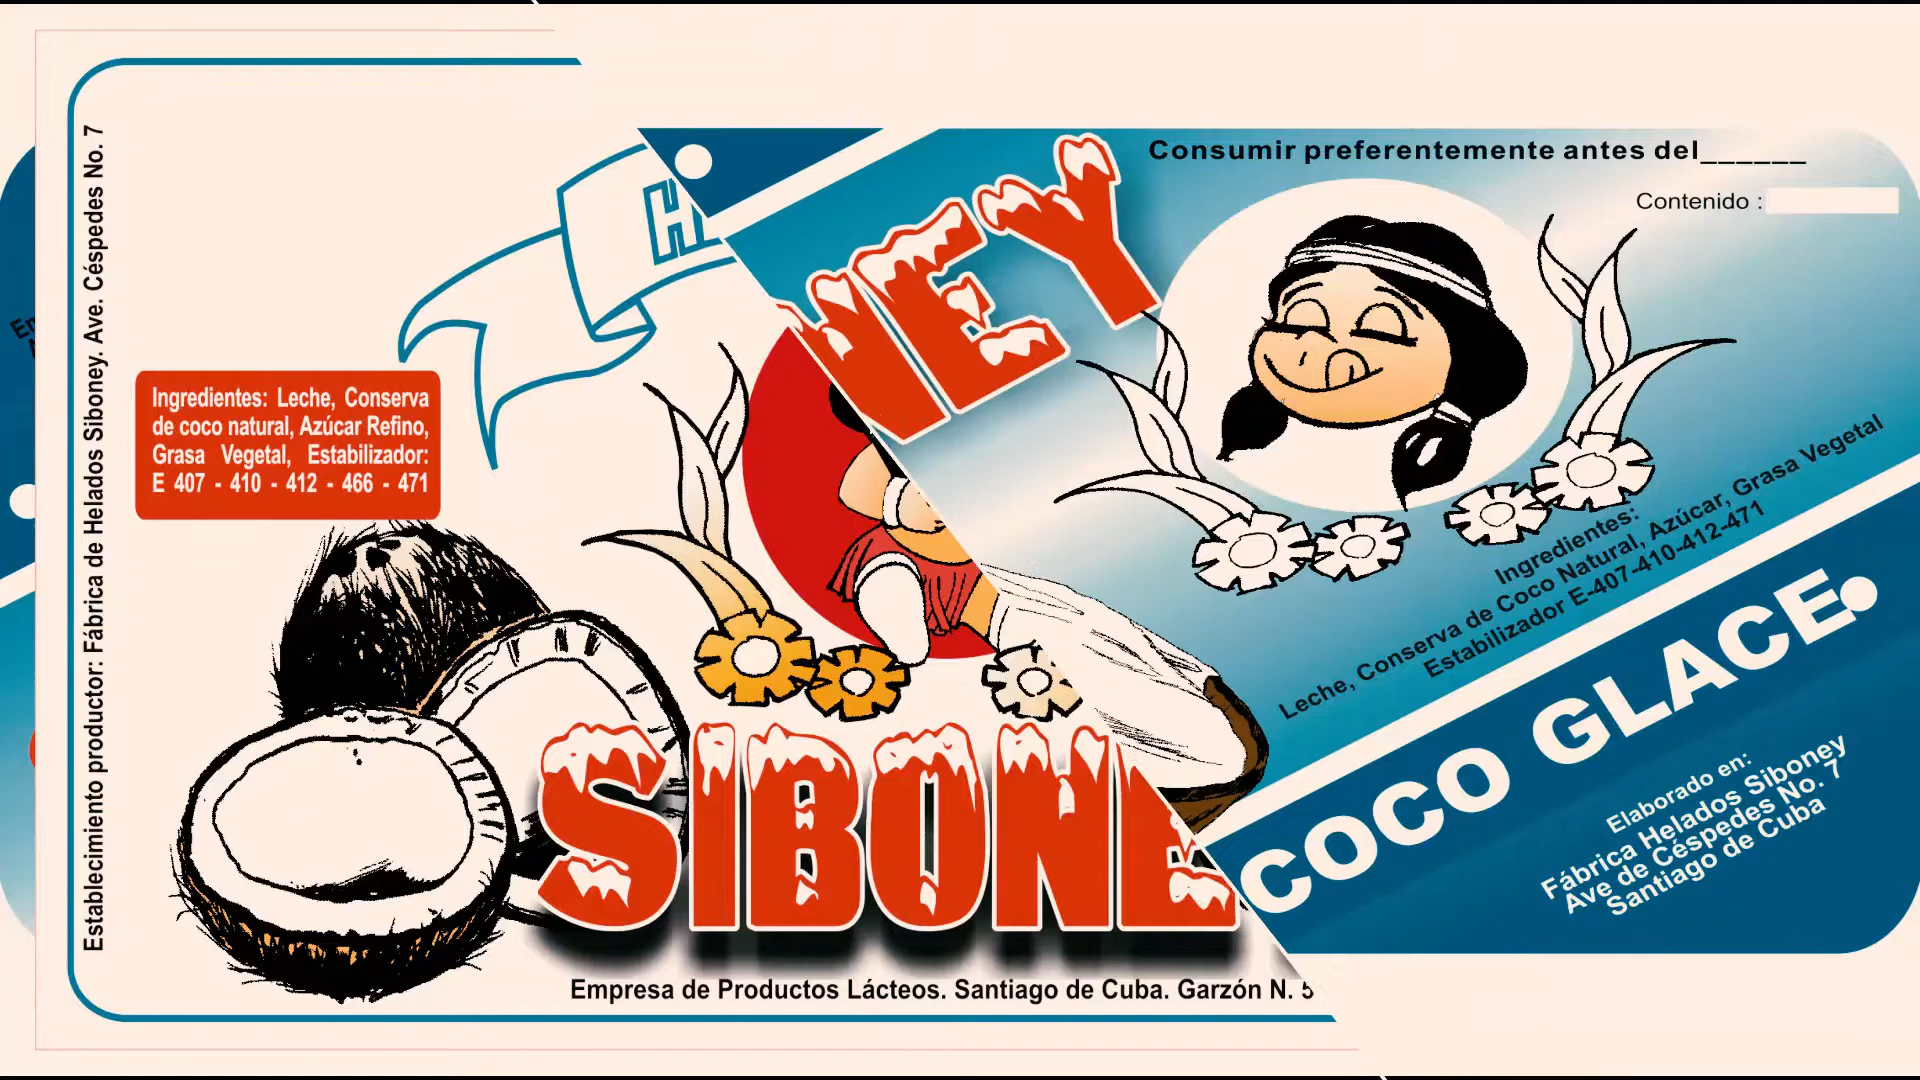 Establecimiento productor: Fábrica de Helados Siboney. Ave. Céspedes No. 7
Ingredientes: Leche, Conserva
de coco natural, Azúcar Refino,
Grasa Vegetal, Estabilizador:
E 407 - 410 - 412 - 466 - 471
SIBONE
Empresa de Productos Lácteos. Santiago de Cuba. Garzón N. 5
NEY
Consumir preferentemente antes del______
Contenido :
Ingredientes:
Leche, Conserva de Coco Natural, Azúcar, Grasa Vegetal
Estabilizador E-407-410-412-471
COCO GLACE
Elaborado en:
Fábrica Helados Siboney
Ave de Céspedes No. 7
Santiago de Cuba